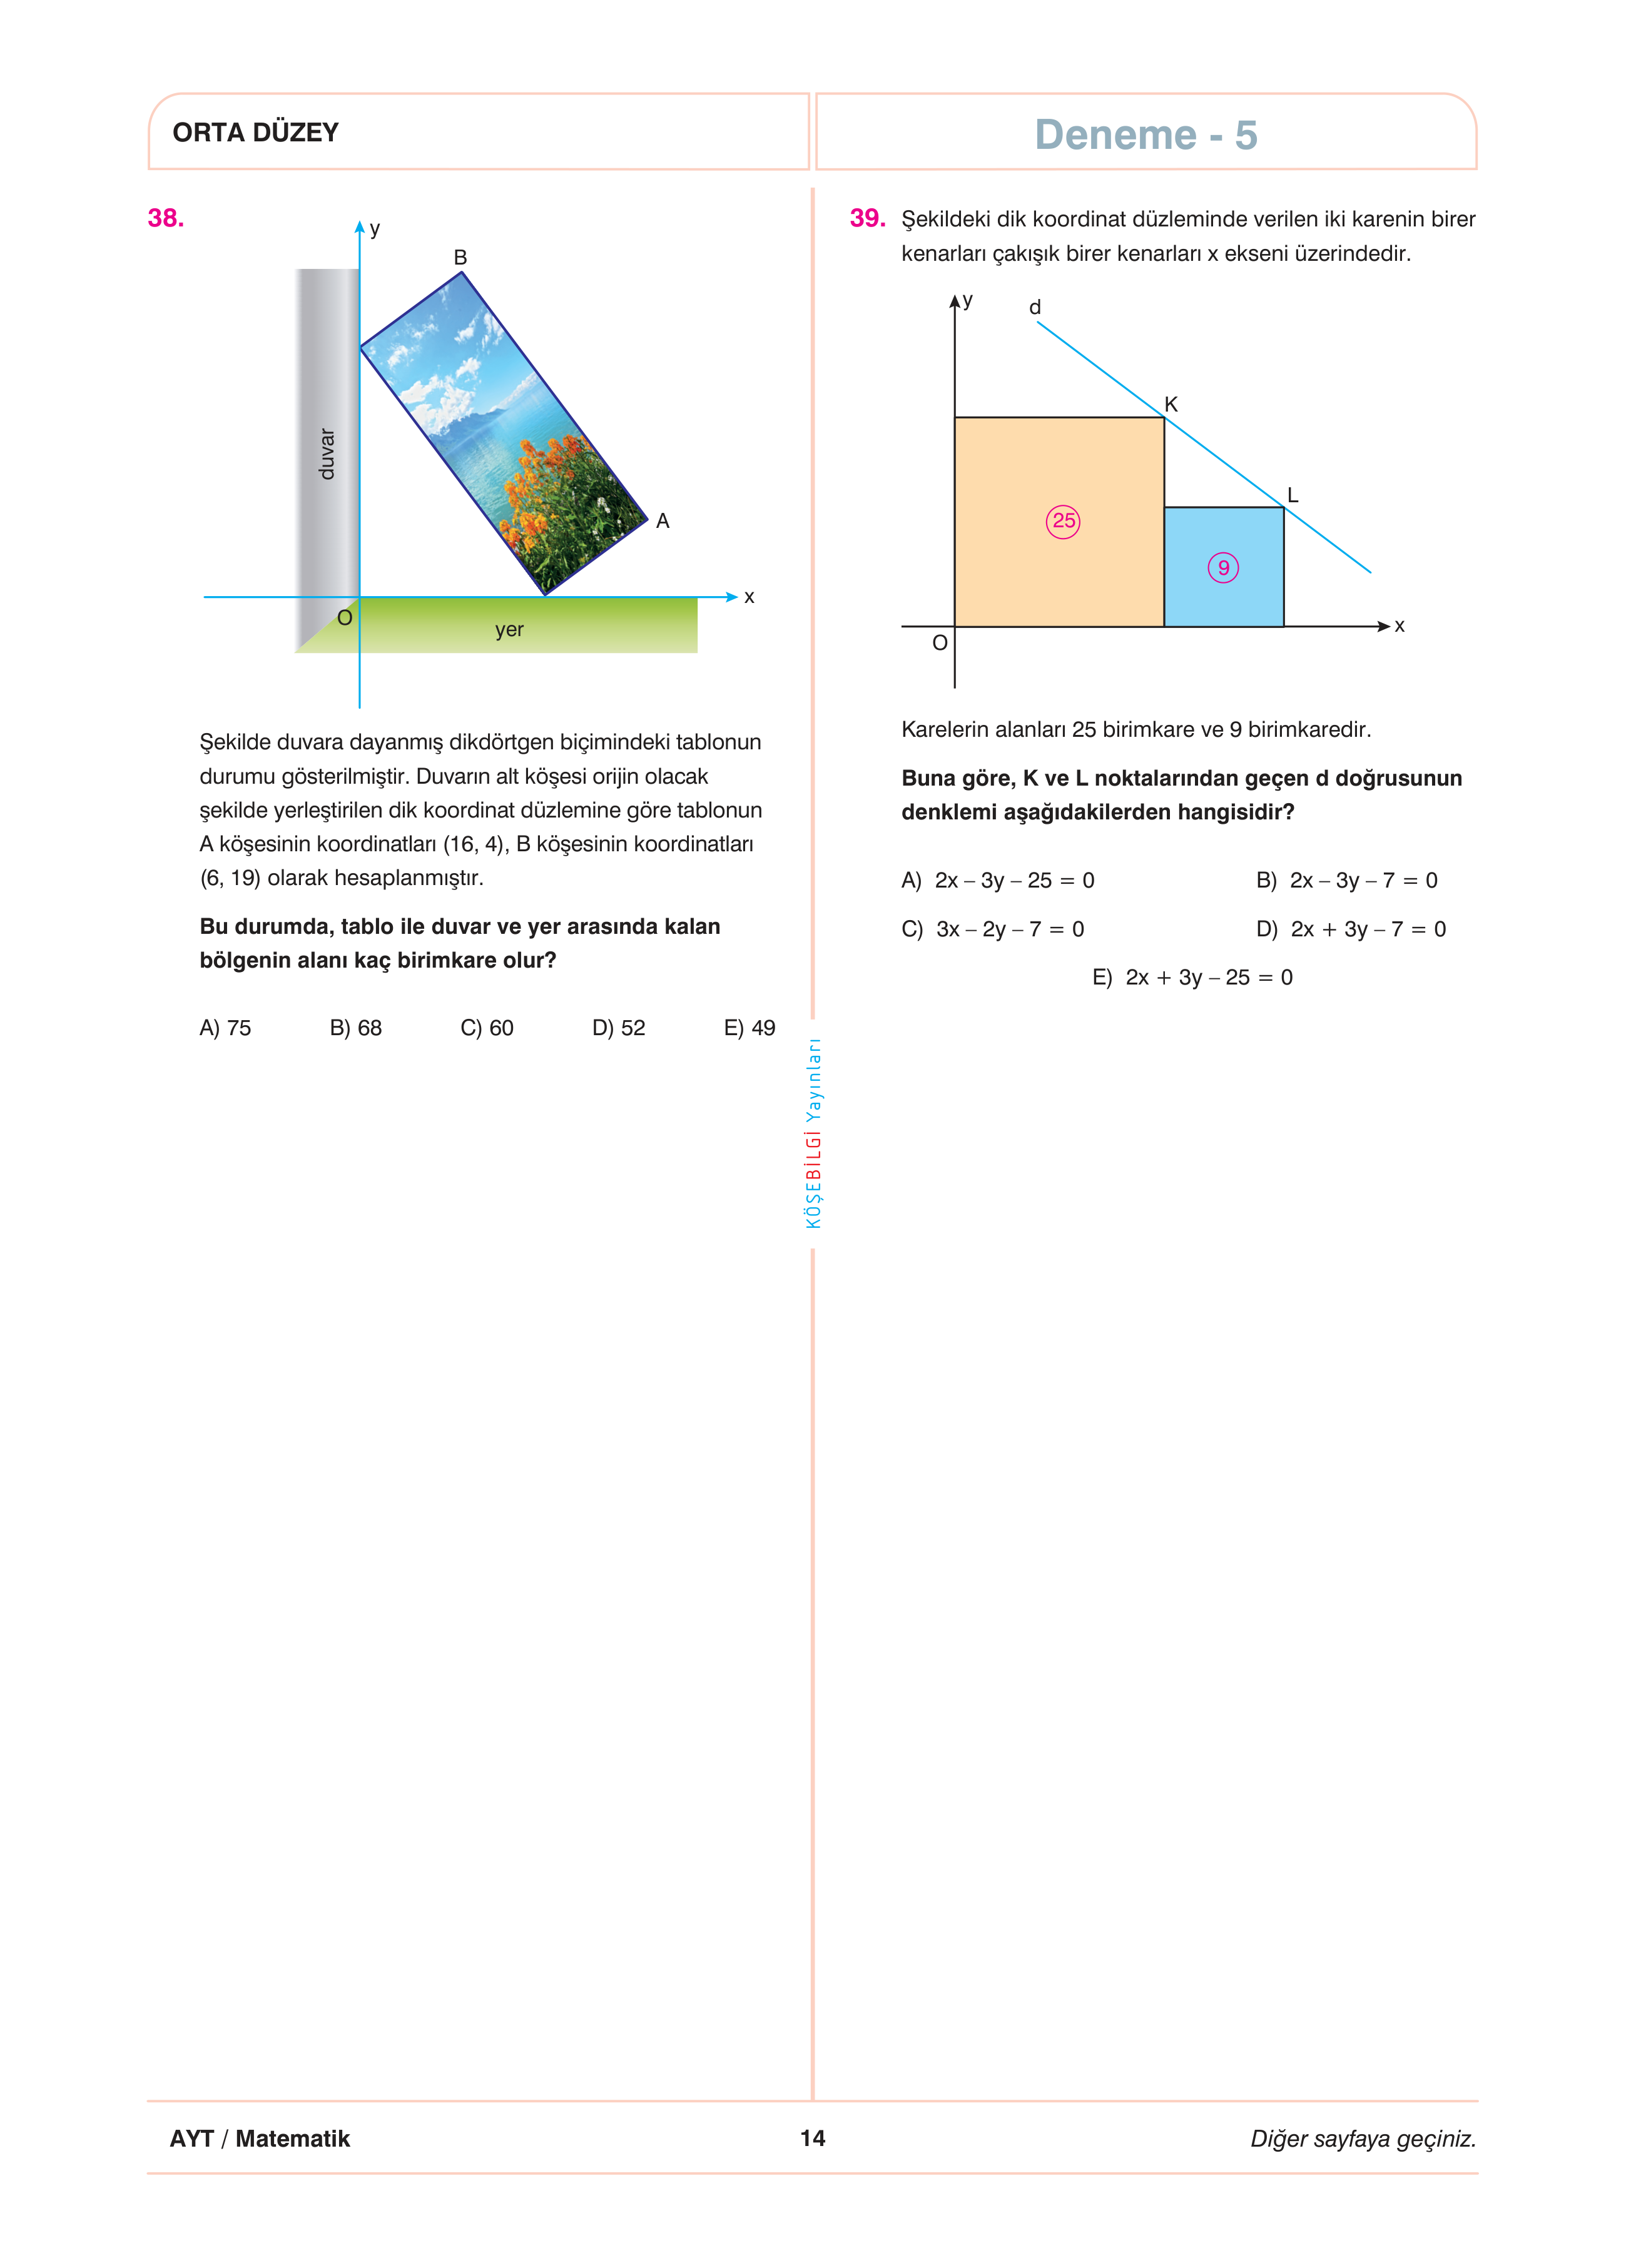 ORTA DÜZEY
Deneme - 5
38.
y
B
duvar
A
x
O
yer
Şekilde duvara dayanmış dikdörtgen biçimindeki tablonun
durumu gösterilmiştir. Duvarın alt köşesi orijin olacak
şekilde yerleştirilen dik koordinat düzlemine göre tablonun
A köşesinin koordinatları (16, 4), B köşesinin koordinatları
(6, 19) olarak hesaplanmıştır.
Bu durumda, tablo ile duvar ve yer arasında kalan
bölgenin alanı kaç birimkare olur?
A) 75 B) 68 C) 60 D) 52 E) 49
KÖŞEBİLGİ Yayınları
39. Şekildeki dik koordinat düzleminde verilen iki karenin birer
kenarları çakışık birer kenarları x ekseni üzerindedir.
y
d
K
L
25
9
x
O
Karelerin alanları 25 birimkare ve 9 birimkaredir.
Buna göre, K ve L noktalarından geçen d doğrusunun
denklemi aşağıdakilerden hangisidir?
A) 2x – 3y – 25 = 0 B) 2x – 3y – 7 = 0
C) 3x – 2y – 7 = 0 D) 2x + 3y – 7 = 0
E) 2x + 3y – 25 = 0
AYT / Matematik
14
Diğer sayfaya geçiniz.